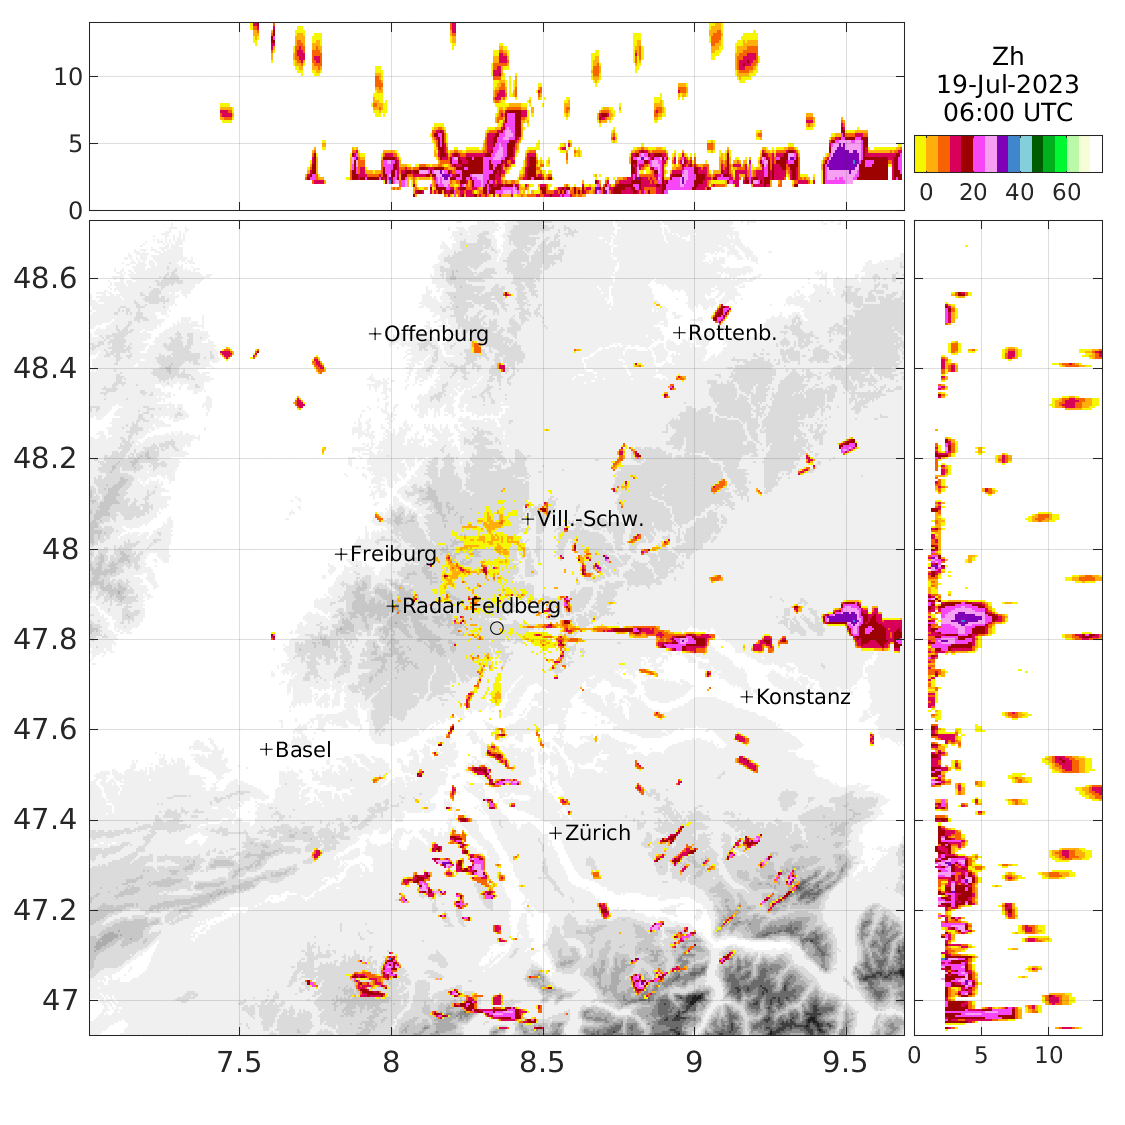 10
5
0
Zh
19-Jul-2023
06:00 UTC
0 20 40 60
48.6
48.4
48.2
48
47.8
47.6
47.4
47.2
47
+Offenburg
+Rottenb.
+Vill.-Schw.
+Freiburg
+Radar Feldberg
+Konstanz
+Basel
+Zürich
7.5 8 8.5 9 9.5
0 5 10